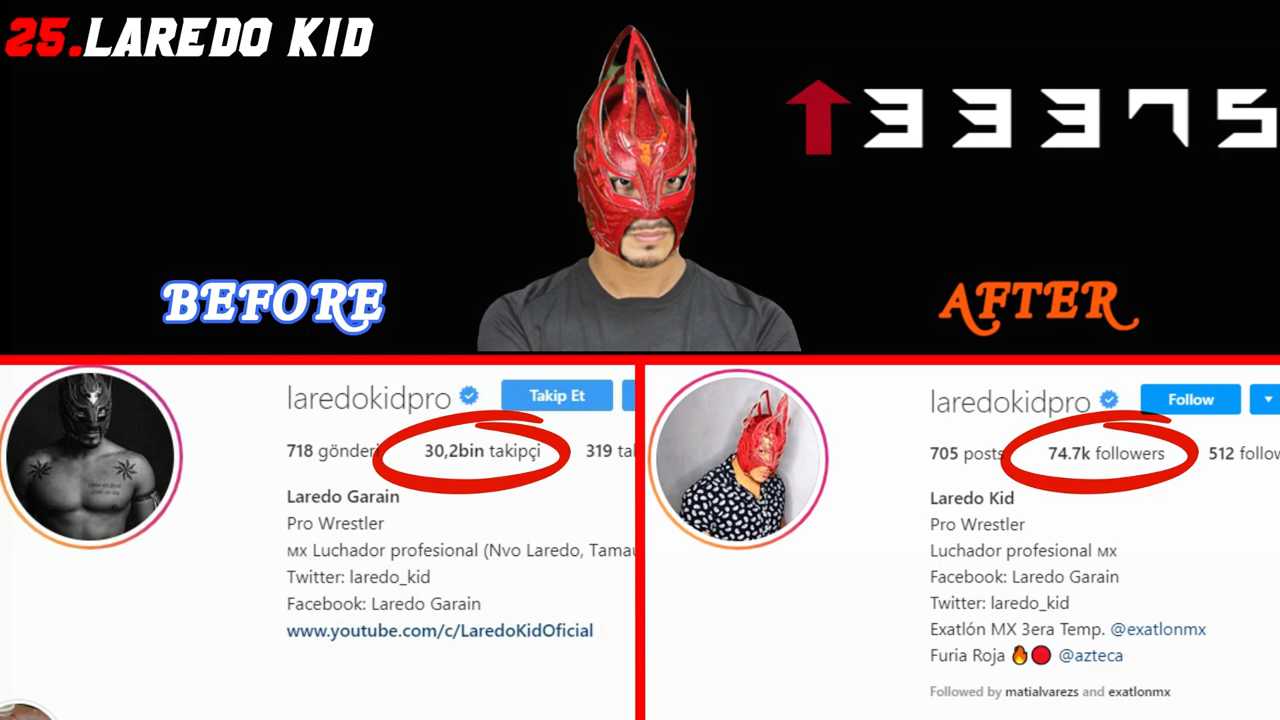 25.LAREDO KID
33375
BEFORE
AFTER
laredokidpro
Takip Et
718 gönderi
30,2bin takipçi
319
Laredo Garain
Pro Wrestler
MX Luchador profesional (Nvo Laredo,
Twitter: laredo_kid
Facebook: Laredo Garain
www.youtube.com/c/LaredoKidOficial
laredokidpro
Follow
705 posts
74.7k followers
512
Laredo Kid
Pro Wrestler
Luchador profesional MX
Facebook: Laredo Garain
Twitter: laredo_kid
Exatlón MX 3era Temp. @exatlonmx
Furia Roja 🔥🔴 @azteca
Followed by matialvarezs and exatlonmx